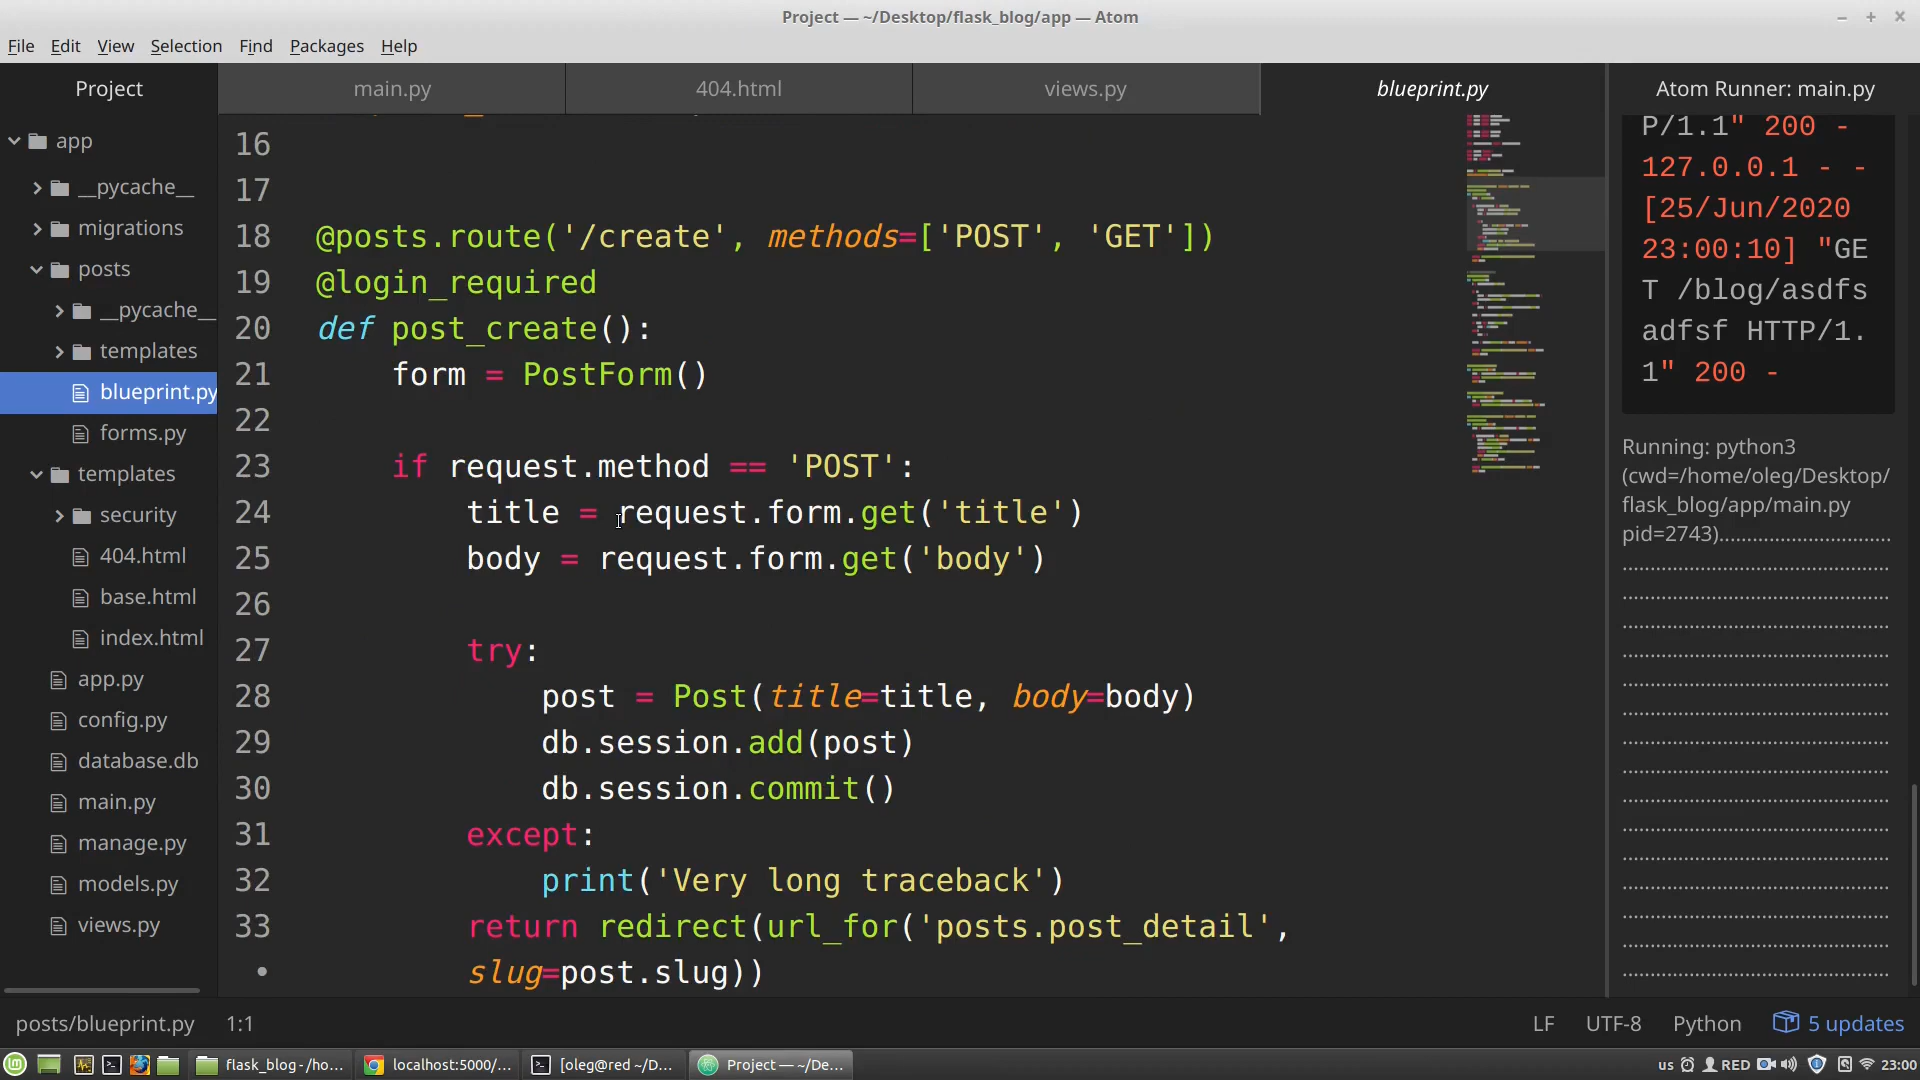 Project — ~/Desktop/flask_blog/app — Atom
File Edit View Selection Find Packages Help
Project
main.py
404.html
views.py
blueprint.py
Atom Runner: main.py
app
__pycache__
migrations
posts
__pycache__
templates
blueprint.py
forms.py
templates
security
404.html
base.html
index.html
app.py
config.py
database.db
main.py
manage.py
models.py
views.py
16
17
18 @posts.route('/create', methods=['POST', 'GET'])
19 @login_required
20 def post_create():
21 form = PostForm()
22
23 if request.method == 'POST':
24 title = request.form.get('title')
25 body = request.form.get('body')
26
27 try:
28 post = Post(title=title, body=body)
29 db.session.add(post)
30 db.session.commit()
31 except:
32 print('Very long traceback')
33 return redirect(url_for('posts.post_detail',
• slug=post.slug))
P/1.1" 200 -
127.0.0.1 - -
[25/Jun/2020
23:00:10] "GE
T /blog/asdfs
adfsf HTTP/1.
1" 200 -
Running: python3
(cwd=/home/oleg/Desktop/
flask_blog/app/main.py
pid=2743)..............................
posts/blueprint.py 1:1
LF UTF-8 Python 5 updates
flask_blog - /ho...
localhost:5000/...
[oleg@red ~/D...
Project — ~/De...
us RED 23:00